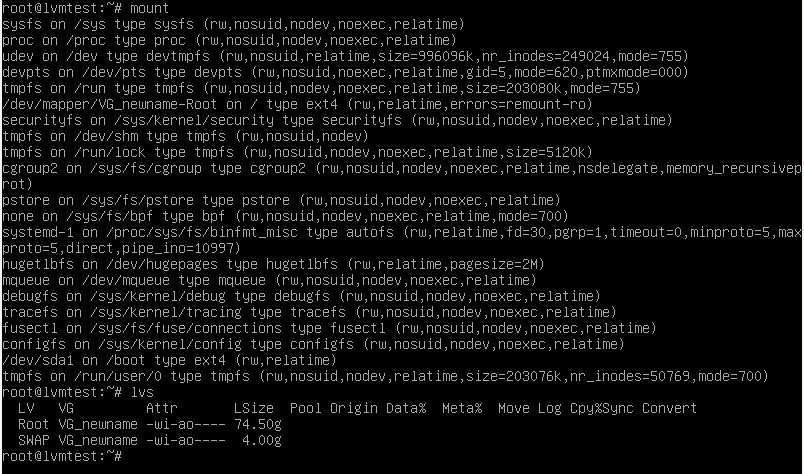 root@lvmtest:~# mount
sysfs on /sys type sysfs (rw,nosuid,nodev,noexec,relatime)
proc on /proc type proc (rw,nosuid,nodev,noexec,relatime)
udev on /dev type devtmpfs (rw,nosuid,relatime,size=996096k,nr_inodes=249024,mode=755)
devpts on /dev/pts type devpts (rw,nosuid,noexec,relatime,gid=5,mode=620,ptmxmode=000)
tmpfs on /run type tmpfs (rw,nosuid,nodev,noexec,relatime,size=203080k,mode=755)
/dev/mapper/VG_newname-Root on / type ext4 (rw,relatime,errors=remount-ro)
securityfs on /sys/kernel/security type securityfs (rw,nosuid,nodev,noexec,relatime)
tmpfs on /dev/shm type tmpfs (rw,nosuid,nodev)
tmpfs on /run/lock type tmpfs (rw,nosuid,nodev,noexec,relatime,size=5120k)
cgroup2 on /sys/fs/cgroup type cgroup2 (rw,nosuid,nodev,noexec,relatime,nsdelegate,memory_recursivep
rot)
pstore on /sys/fs/pstore type pstore (rw,nosuid,nodev,noexec,relatime)
none on /sys/fs/bpf type bpf (rw,nosuid,nodev,noexec,relatime,mode=700)
systemd-1 on /proc/sys/fs/binfmt_misc type autofs (rw,relatime,fd=30,pgrp=1,timeout=0,minproto=5,max
proto=5,direct,pipe_ino=10997)
hugetlbfs on /dev/hugepages type hugetlbfs (rw,relatime,pagesize=2M)
mqueue on /dev/mqueue type mqueue (rw,nosuid,nodev,noexec,relatime)
debugfs on /sys/kernel/debug type debugfs (rw,nosuid,nodev,noexec,relatime)
tracefs on /sys/kernel/tracing type tracefs (rw,nosuid,nodev,noexec,relatime)
fusectl on /sys/fs/fuse/connections type fusectl (rw,nosuid,nodev,noexec,relatime)
configfs on /sys/kernel/config type configfs (rw,nosuid,nodev,noexec,relatime)
/dev/sda1 on /boot type ext4 (rw,relatime)
tmpfs on /run/user/0 type tmpfs (rw,nosuid,nodev,relatime,size=203076k,nr_inodes=50769,mode=700)
root@lvmtest:~# lvs
  LV   VG         Attr       LSize  Pool Origin Data%  Meta%  Move Log Cpy%Sync Convert
  Root VG_newname -wi-ao---- 74.50g
  SWAP VG_newname -wi-ao----  4.00g
root@lvmtest:~#